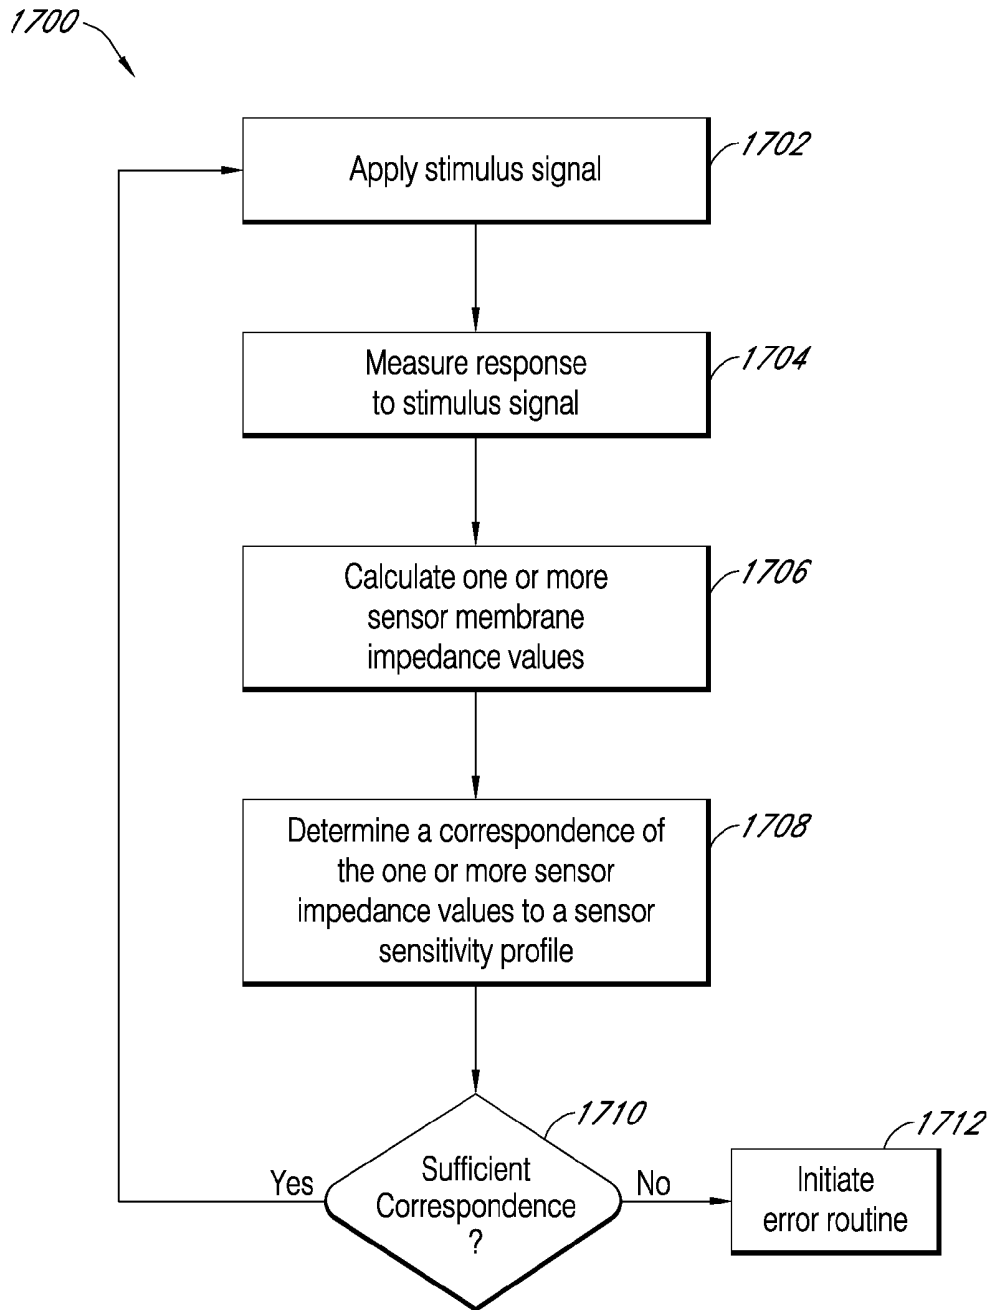 1700
1702
Apply stimulus signal
1704
Measure response
to stimulus signal
1706
Calculate one or more
sensor membrane
impedance values
1708
Determine a correspondence of
the one or more sensor
impedance values to a sensor
sensitivity profile
1710
Sufficient
Correspondence
?
Yes
No
1712
Initiate
error routine